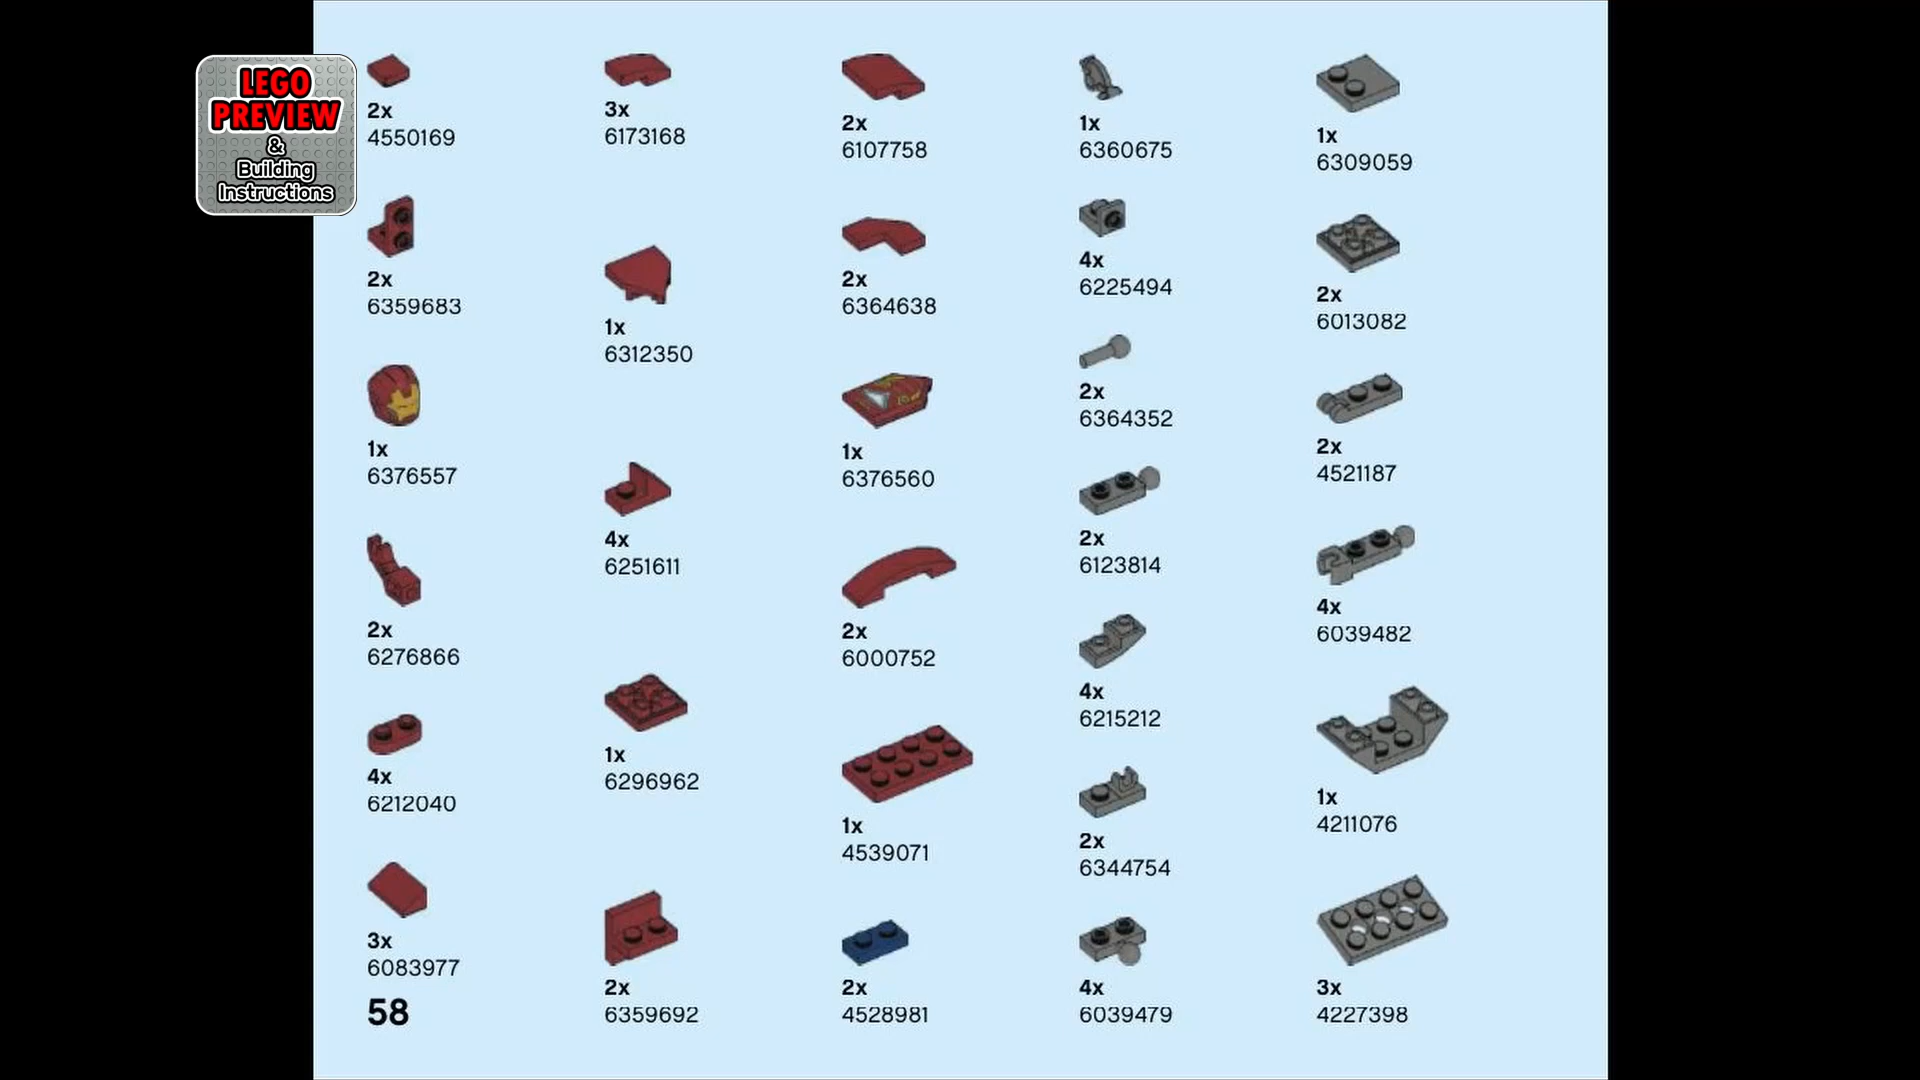 LEGO
PREVIEW
&
Building
Instructions
2x
4550169
2x
6359683
1x
6376557
2x
6276866
4x
6212040
3x
6083977
58
3x
6173168
1x
6312350
4x
6251611
1x
6296962
2x
6359692
2x
6107758
2x
6364638
1x
6376560
2x
6000752
1x
4539071
2x
4528981
1x
6360675
4x
6225494
2x
6364352
2x
6123814
4x
6215212
2x
6344754
4x
6039479
1x
6309059
2x
6013082
2x
4521187
4x
6039482
1x
4211076
3x
4227398